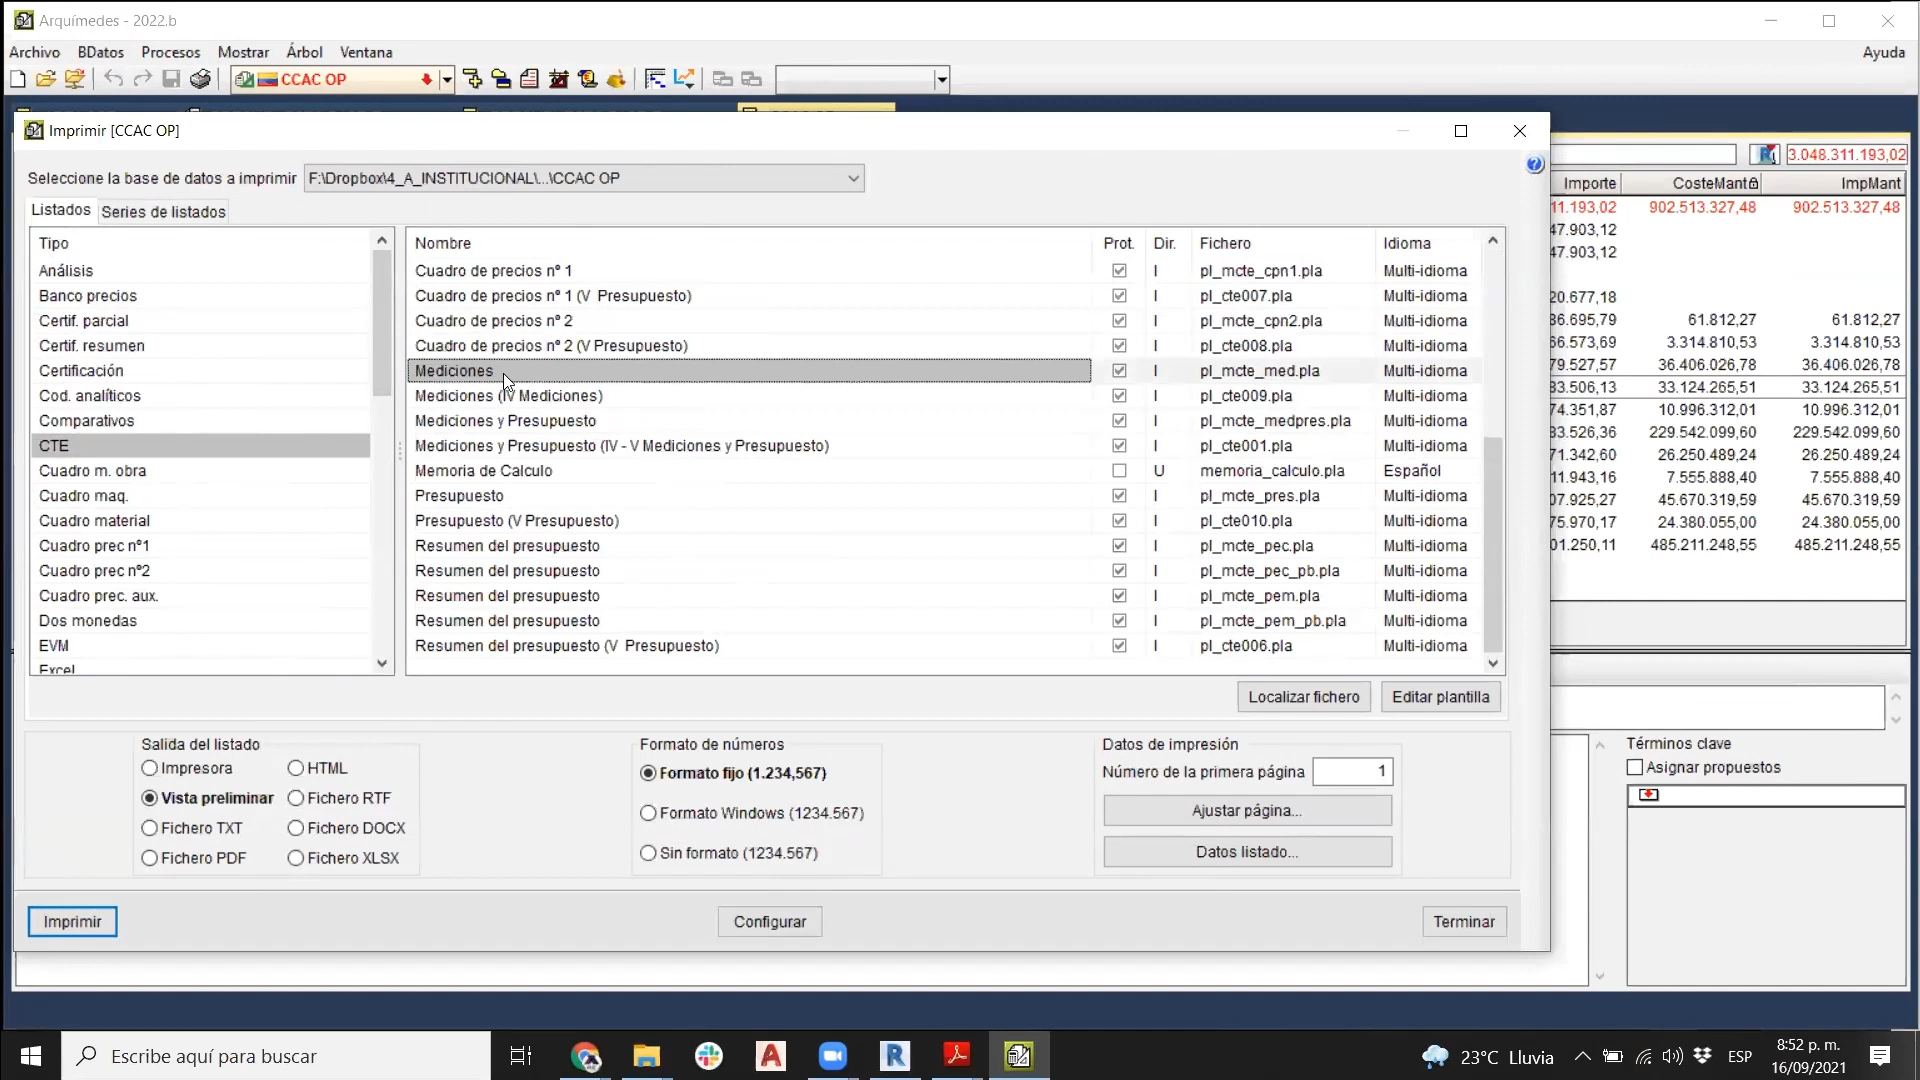 Arquímedes - 2022.b
Archivo BDatos Procesos Mostrar Árbol Ventana Ayuda
CCAC OP
Imprimir [CCAC OP]
3.048.311.193,02
Seleccione la base de datos a imprimir F:\Dropbox\4_A_INSTITUCIONAL\...\CCAC OP
Importe CosteMant ImpMant
Listados Series de listados
11.193,02 902.513.327,48 902.513.327,48
47.903,12
Tipo Nombre Prot. Dir. Fichero Idioma
47.903,12
Análisis Cuadro de precios nº 1 I pl_mcte_cpn1.pla Multi-idioma
Banco precios Cuadro de precios nº 1 (V Presupuesto) I pl_cte007.pla Multi-idioma
20.677,18
Certif. parcial Cuadro de precios nº 2 I pl_mcte_cpn2.pla Multi-idioma
36.695,79 61.812,27 61.812,27
Certif. resumen Cuadro de precios nº 2 (V Presupuesto) I pl_cte008.pla Multi-idioma
66.573,69 3.314.810,53 3.314.810,53
Certificación Mediciones I pl_mcte_med.pla Multi-idioma
79.527,57 36.406.026,78 36.406.026,78
Cod. analíticos Mediciones (IV Mediciones) I pl_cte009.pla Multi-idioma
33.506,13 33.124.265,51 33.124.265,51
74.351,87 10.996.312,01 10.996.312,01
Comparativos Mediciones y Presupuesto I pl_mcte_medpres.pla Multi-idioma
33.526,36 229.542.099,60 229.542.099,60
CTE Mediciones y Presupuesto (IV - V Mediciones y Presupuesto) I pl_cte001.pla Multi-idioma
71.342,60 26.250.489,24 26.250.489,24
Cuadro m. obra Memoria de Calculo U memoria_calculo.pla Español
11.943,16 7.555.888,40 7.555.888,40
Cuadro maq. Presupuesto I pl_mcte_pres.pla Multi-idioma
07.925,27 45.670.319,59 45.670.319,59
Cuadro material Presupuesto (V Presupuesto) I pl_cte010.pla Multi-idioma
75.970,17 24.380.055,00 24.380.055,00
Cuadro prec nº1 Resumen del presupuesto I pl_mcte_pec.pla Multi-idioma
01.250,11 485.211.248,55 485.211.248,55
Cuadro prec nº2 Resumen del presupuesto I pl_mcte_pec_pb.pla Multi-idioma
Cuadro prec. aux. Resumen del presupuesto I pl_mcte_pem.pla Multi-idioma
Dos monedas Resumen del presupuesto I pl_mcte_pem_pb.pla Multi-idioma
EVM Resumen del presupuesto (V Presupuesto) I pl_cte006.pla Multi-idioma
Excel
Localizar fichero Editar plantilla
Salida del listado Formato de números Datos de impresión
Términos clave
Impresora HTML Formato fijo (1.234,567) Número de la primera página 1
Asignar propuestos
Vista preliminar Fichero RTF
Formato Windows (1234.567) Ajustar página...
Fichero TXT Fichero DOCX
Sin formato (1234.567) Datos listado...
Fichero PDF Fichero XLSX
Imprimir Configurar Terminar
Escribe aquí para buscar
23°C Lluvia ESP 8:52 p. m.
16/09/2021